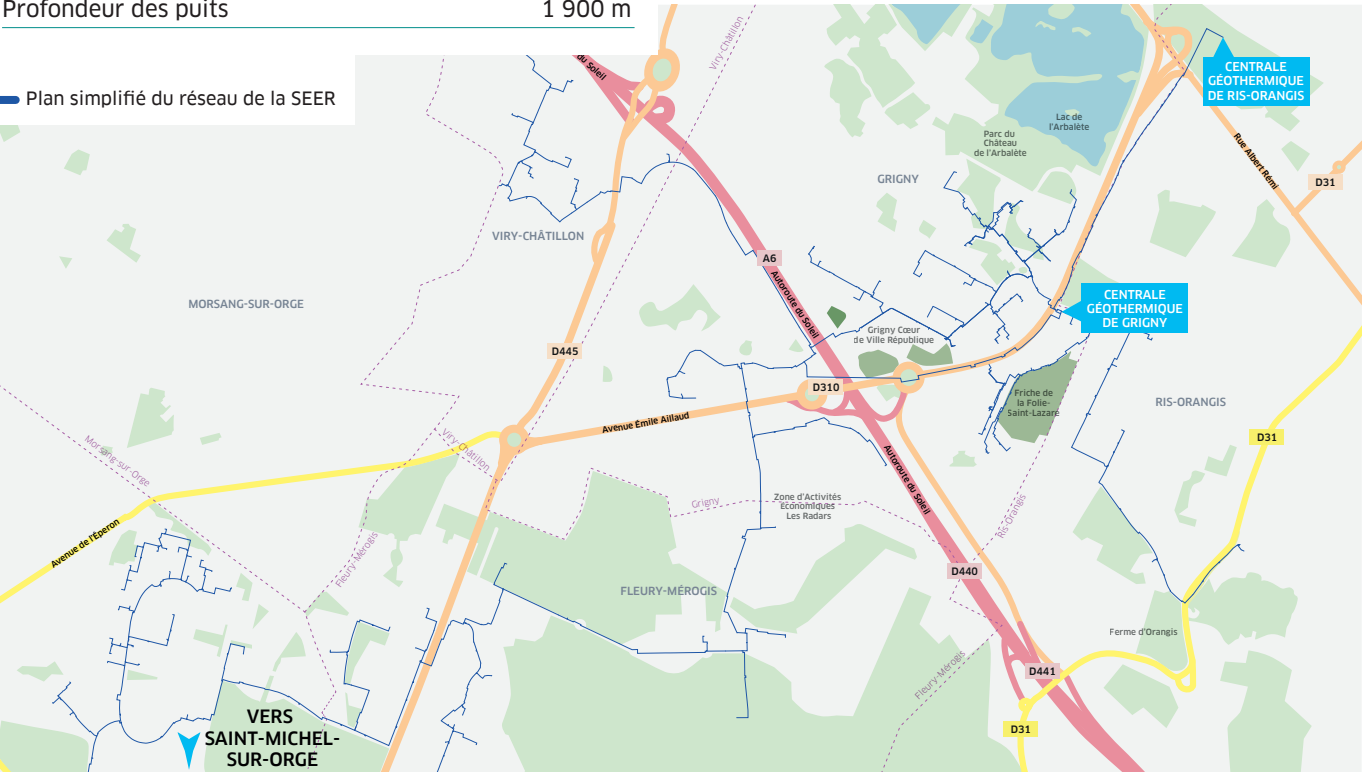 Profondeur des puits 1 900 m
Plan simplifié du réseau de la SEER
du Soleil
Viry-Châtillon
CENTRALE
GÉOTHERMIQUE
DE RIS-ORANGIS
Lac de
l'Arbalète
Parc du
Château
de l'Arbalète
Rue Albert Rémi
D31
GRIGNY
VIRY-CHÂTILLON
A6
Autoroute du Soleil
MORSANG-SUR-ORGE
CENTRALE
GÉOTHERMIQUE
DE GRIGNY
Grigny Cœur
de Ville République
D445
D310
Friche de
la Folie-
Saint-Lazare
RIS-ORANGIS
Avenue Émile Aillaud
D31
Viry-Châtillon
Morsang-sur-Orge
Autoroute du Soleil
Grigny
Zone d'Activités
Économiques
Les Radars
Ris-Orangis
Avenue de l'Éperon
Fleury-Mérogis
D440
FLEURY-MÉROGIS
Ferme d'Orangis
Fleury-Mérogis
D441
VERS
SAINT-MICHEL-
SUR-ORGE
D31